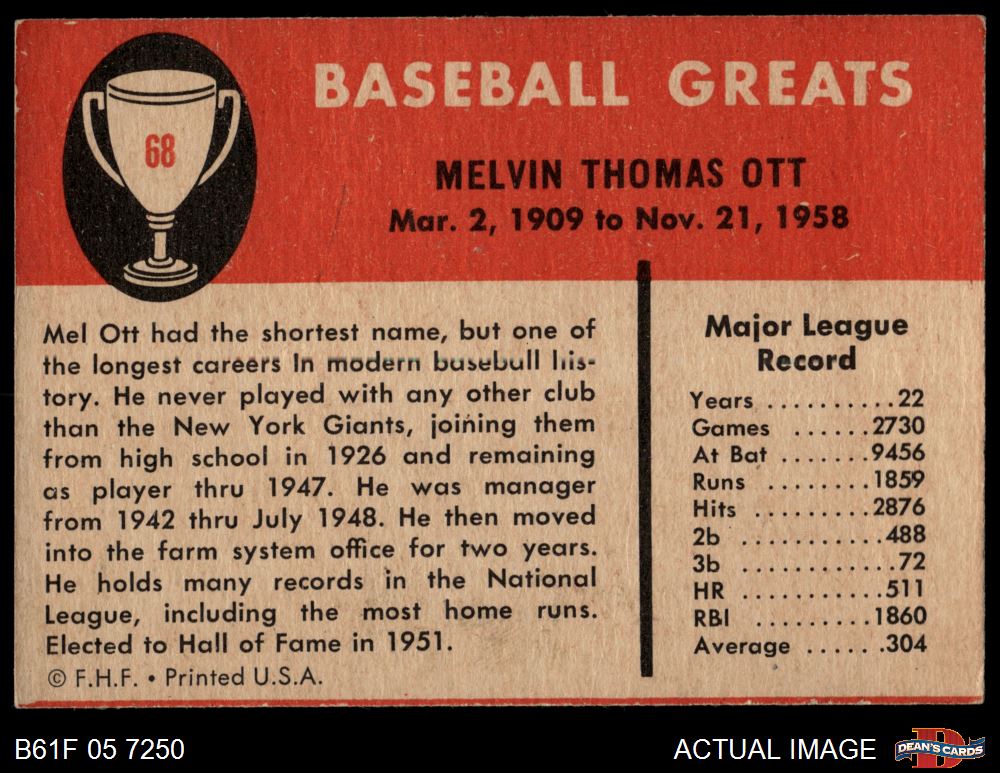 68
BASEBALL GREATS
MELVIN THOMAS OTT
Mar. 2, 1909 to Nov. 21, 1958
Mel Ott had the shortest name, but one of
the longest careers In modern baseball his-
tory. He never played with any other club
than the New York Giants, joining them
from high school in 1926 and remaining
as player thru 1947. He was manager
from 1942 thru July 1948. He then moved
into the farm system office for two years.
He holds many records in the National
League, including the most home runs.
Elected to Hall of Fame in 1951.
© F.H.F. • Printed U.S.A.
Major League
Record
Years ..........22
Games ......2730
At Bat .......9456
Runs ........1859
Hits .........2876
2b ..........488
3b ............72
HR ..........511
RBI .........1860
Average ......304
B61F 05 7250
ACTUAL IMAGE
D
DEAN'S CARDS